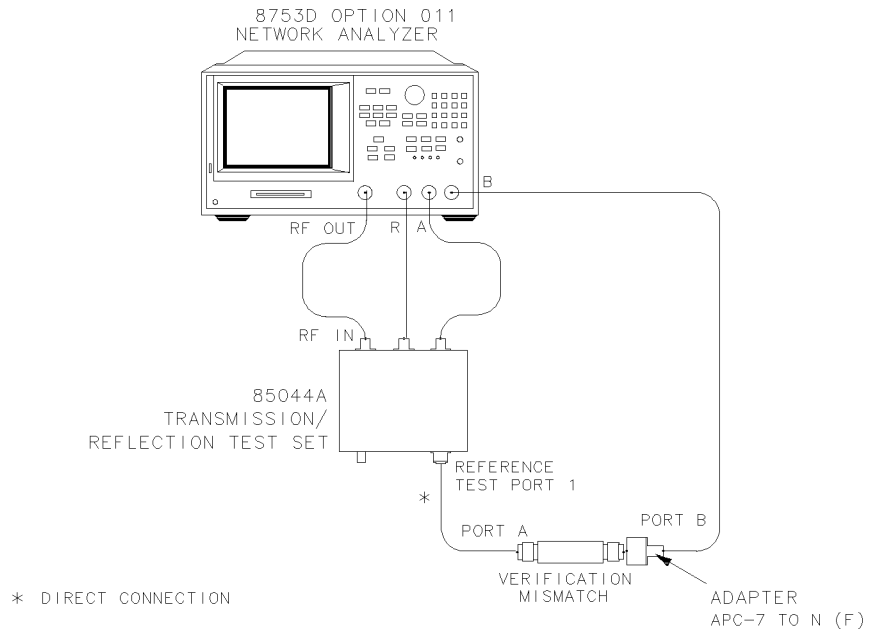 8753D OPTION 011
NETWORK ANALYZER
B
RF OUT
R
A
RF IN
85044A
TRANSMISSION/
REFLECTION TEST SET
REFERENCE
TEST PORT 1
*
PORT A
PORT B
VERIFICATION
MISMATCH
* DIRECT CONNECTION
ADAPTER
APC-7 TO N (F)